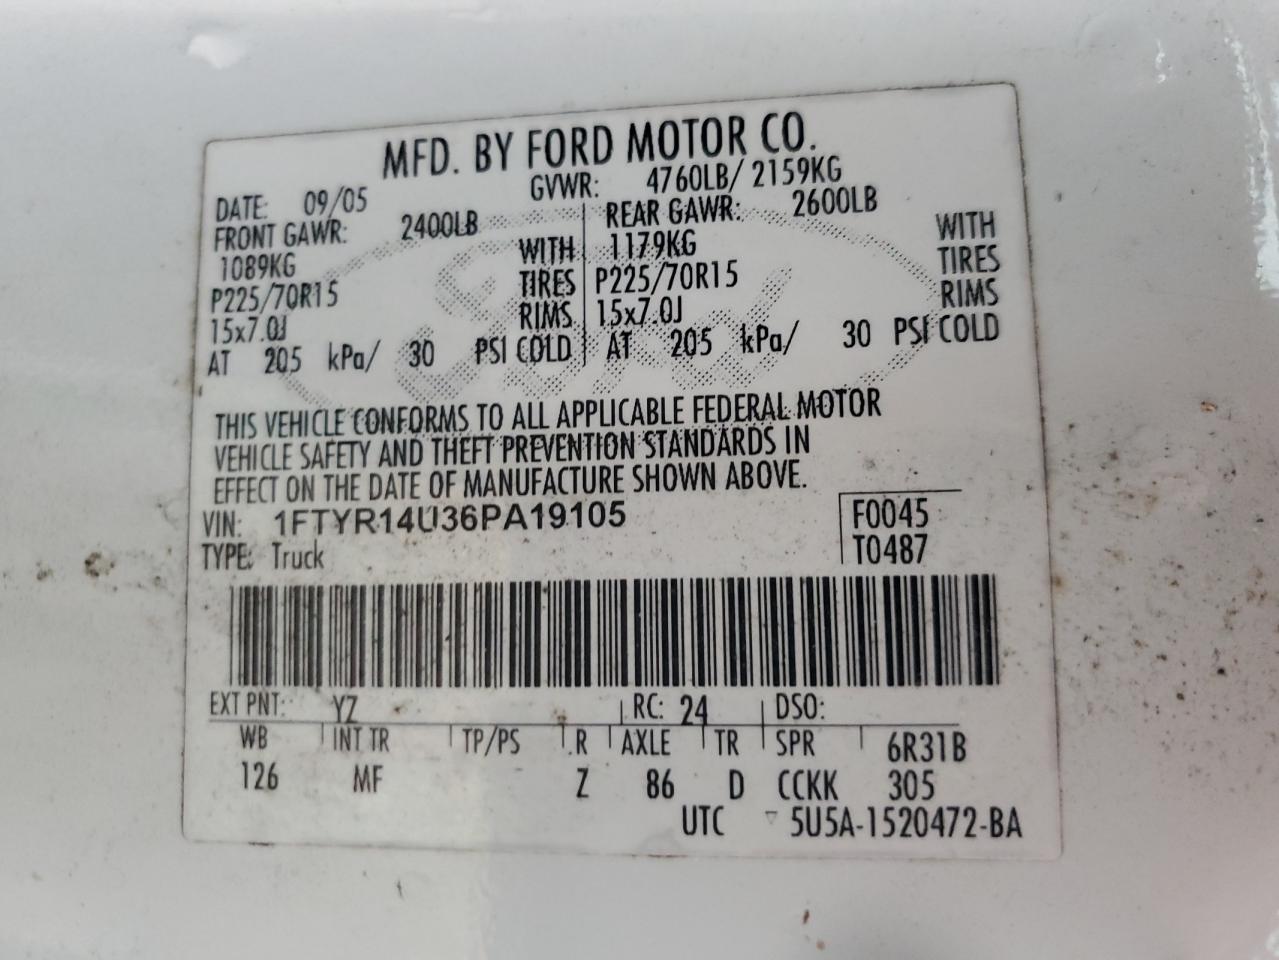 MFD. BY FORD MOTOR CO.
DATE: 09/05 GVWR: 4760LB/ 2159KG
FRONT GAWR: 2400LB REAR GAWR: 2600LB
1089KG WITH 1179KG WITH
P225/70R15 TIRES P225/70R15 TIRES
15x7.0J RIMS 15x7.0J RIMS
AT 205 kPa/ 30 PSI COLD AT 205 kPa/ 30 PSI COLD
THIS VEHICLE CONFORMS TO ALL APPLICABLE FEDERAL MOTOR
VEHICLE SAFETY AND THEFT PREVENTION STANDARDS IN
EFFECT ON THE DATE OF MANUFACTURE SHOWN ABOVE.
VIN: 1FTYR14U36PA19105 F0045
TYPE: Truck T0487
EXT PNT: YZ RC: 24 DSO:
WB INT TR TP/PS R AXLE TR SPR 6R31B
126 MF Z 86 D CCKK 305
UTC ▽ 5U5A-1520472-BA